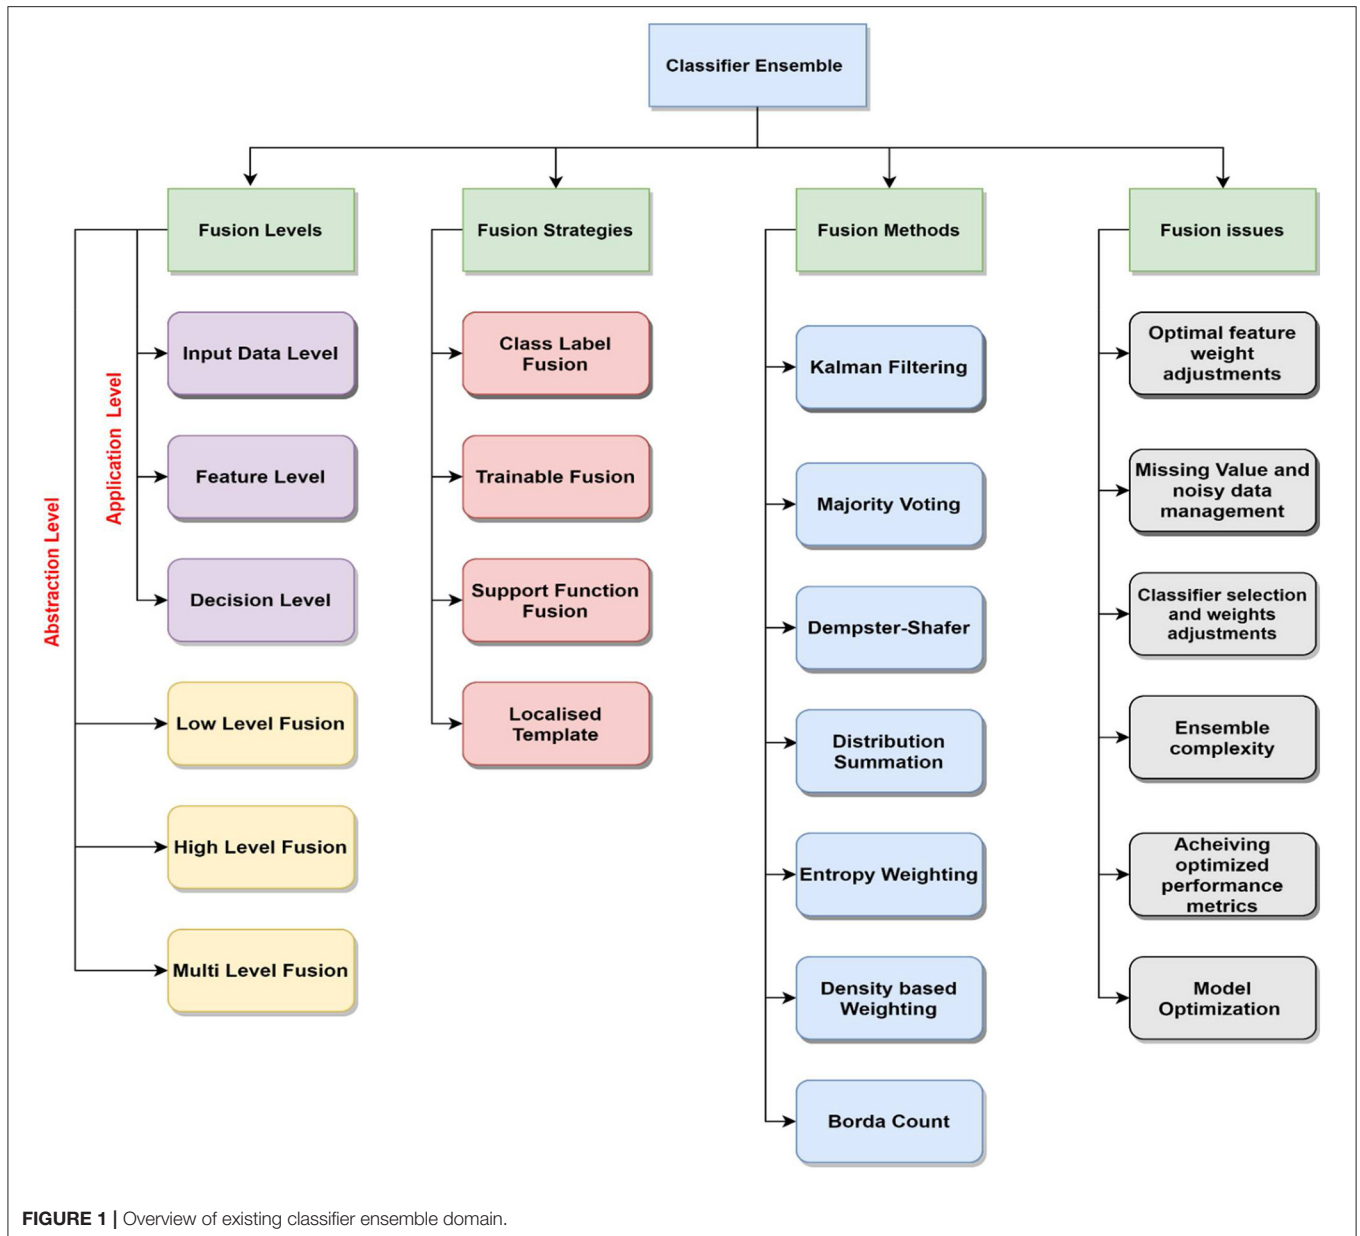 Classifier Ensemble
Fusion Levels
Fusion Strategies
Fusion Methods
Fusion issues
Abstraction Level
Application Level
Input Data Level
Feature Level
Decision Level
Low Level Fusion
High Level Fusion
Multi Level Fusion
Class Label
Fusion
Trainable Fusion
Support Function
Fusion
Localised
Template
Kalman Filtering
Majority Voting
Dempster-Shafer
Distribution
Summation
Entropy Weighting
Density based
Weighting
Borda Count
Optimal feature
weight
adjustments
Missing Value and
noisy data
management
Classifier selection
and weights
adjustments
Ensemble
complexity
Acheiving
optimized
performance
metrics
Model
Optimization
FIGURE 1 | Overview of existing classifier ensemble domain.